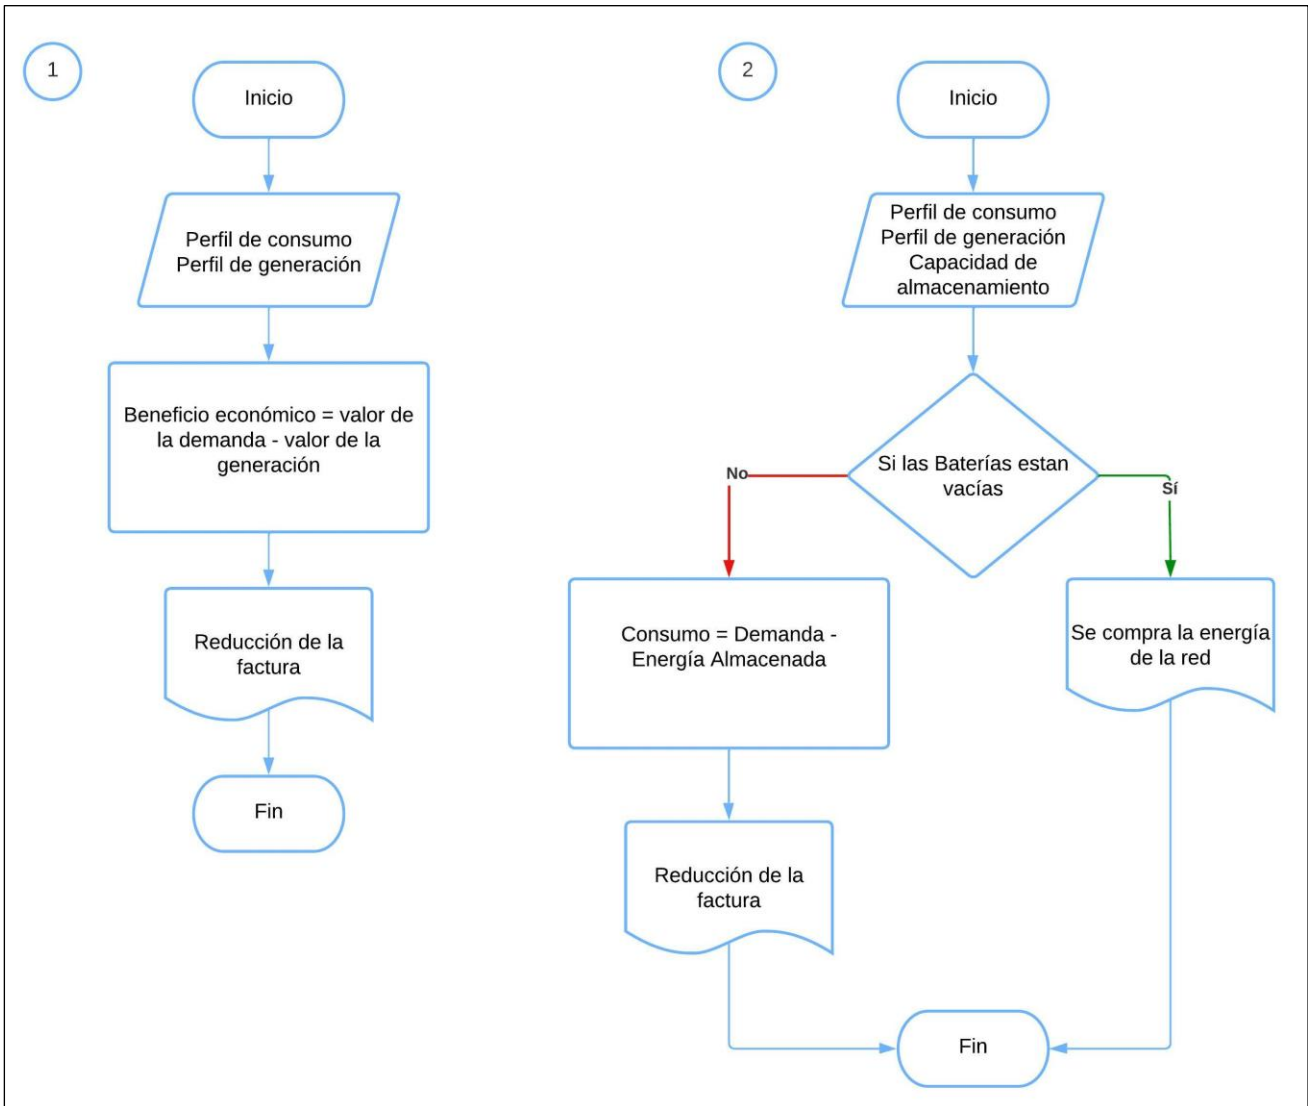 1
Inicio
Perfil de consumo
Perfil de generación
Beneficio económico = valor de
la demanda - valor de la
generación
Reducción de la
factura
Fin
2
Inicio
Perfil de consumo
Perfil de generación
Capacidad de
almacenamiento
Si las Baterías estan
vacías
No
Sí
Consumo = Demanda -
Energía Almacenada
Se compra la energía
de la red
Reducción de la
factura
Fin